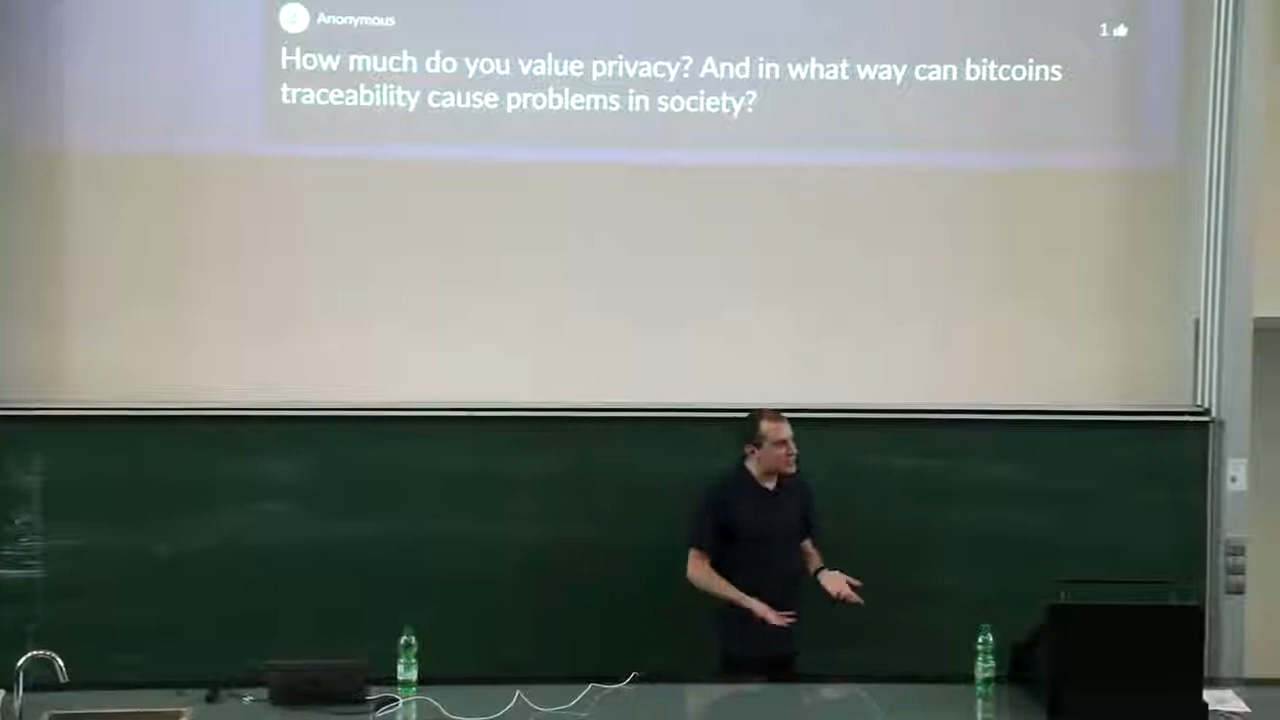 Anonymous
1
How much do you value privacy? And in what way can bitcoins
traceability cause problems in society?